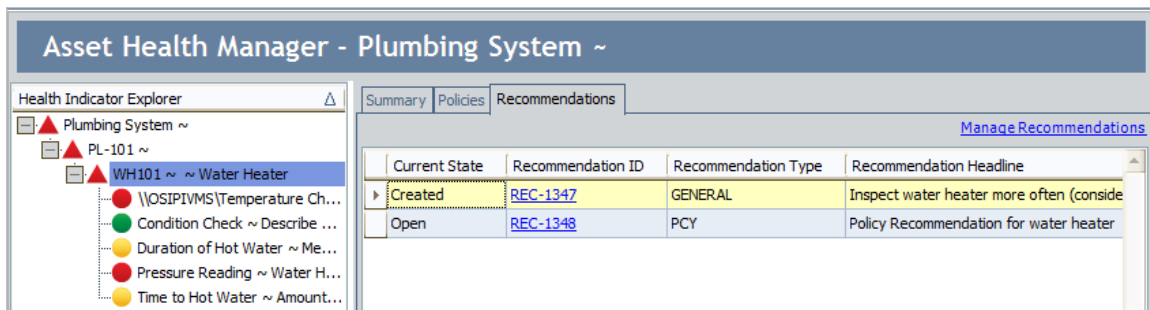 Asset Health Manager - Plumbing System ~
Health Indicator Explorer
Plumbing System ~
PL-101 ~
WH101 ~ ~ Water Heater
\\OSIPIVMS\Temperature Ch...
Condition Check ~ Describe ...
Duration of Hot Water ~ Me...
Pressure Reading ~ Water H...
Time to Hot Water ~ Amount...
Summary Policies Recommendations
Manage Recommendations
Current State Recommendation ID Recommendation Type Recommendation Headline
Created REC-1347 GENERAL Inspect water heater more often (conside
Open REC-1348 PCY Policy Recommendation for water heater